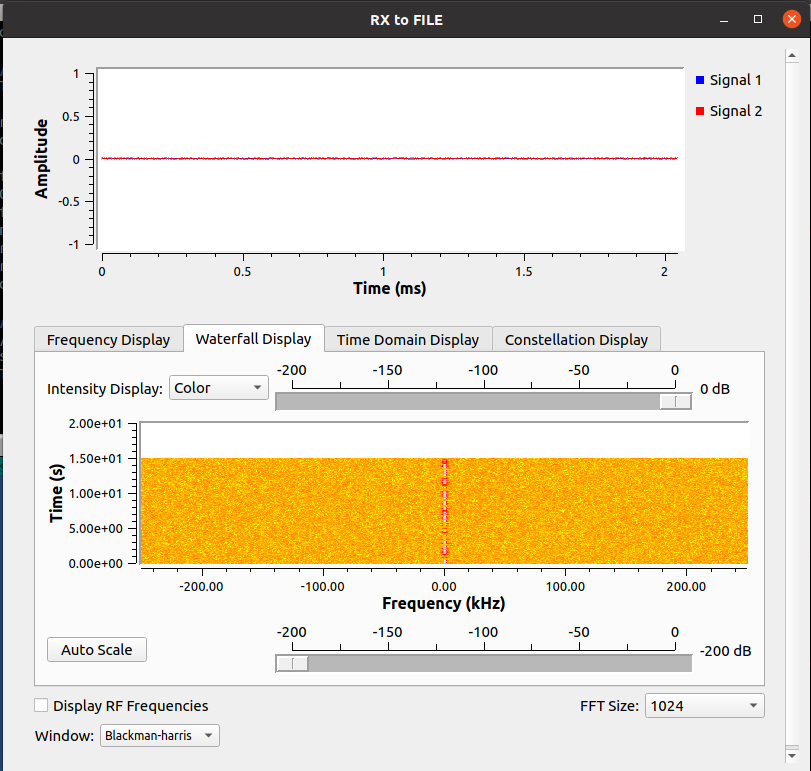 RX to FILE
1
0.5
0
-0.5
-1
Amplitude
0 0.5 1 1.5 2
Time (ms)
Signal 1
Signal 2
Frequency Display Waterfall Display Time Domain Display Constellation Display
Intensity Display: Color
-200 -150 -100 -50 0
0 dB
2.00e+01
1.50e+01
1.00e+01
5.00e+00
0.00e+00
Time (s)
-200.00 -100.00 0.00 100.00 200.00
Frequency (kHz)
Auto Scale
-200 -150 -100 -50 0
-200 dB
Display RF Frequencies
FFT Size: 1024
Window: Blackman-harris